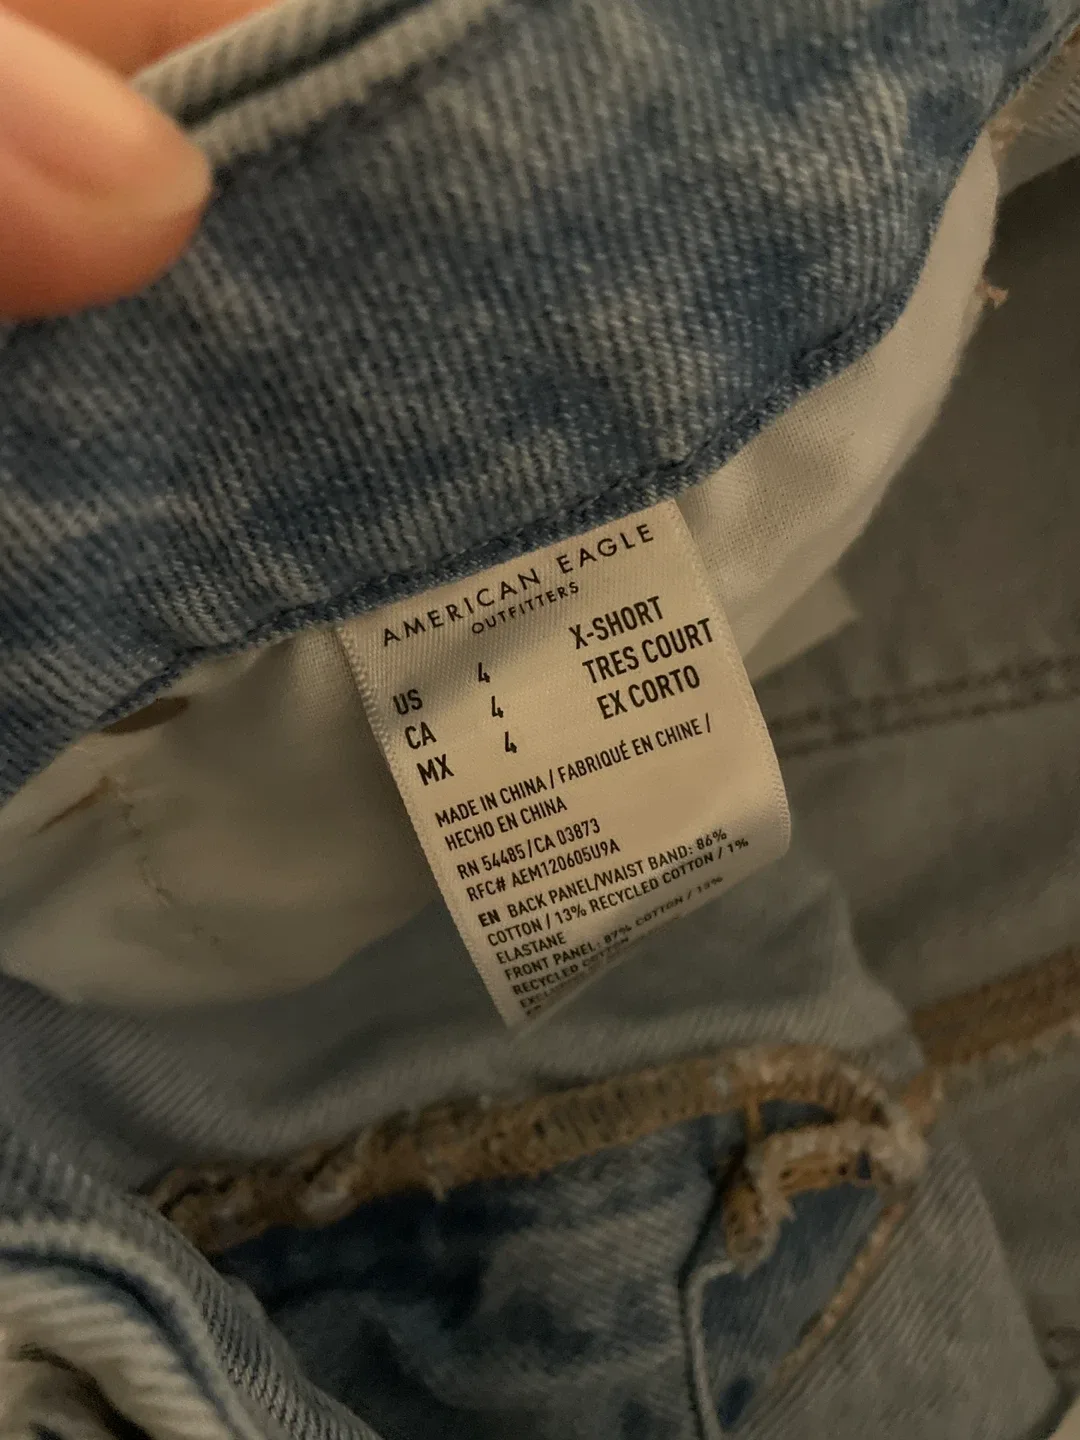 AMERICAN EAGLE
OUTFITTERS
US 4 X-SHORT
CA 4 TRES COURT
MX 4 EX CORTO
MADE IN CHINA / FABRIQUÉ EN CHINE /
HECHO EN CHINA
RN 54485/CA 03873
RFC# AEM120605U9A
EN BACK PANEL/WAIST BAND: 86%
COTTON / 13% RECYCLED COTTON / 1%
ELASTANE
FRONT PANEL: 87% COTTON / 13%
RECYCLED COTTON